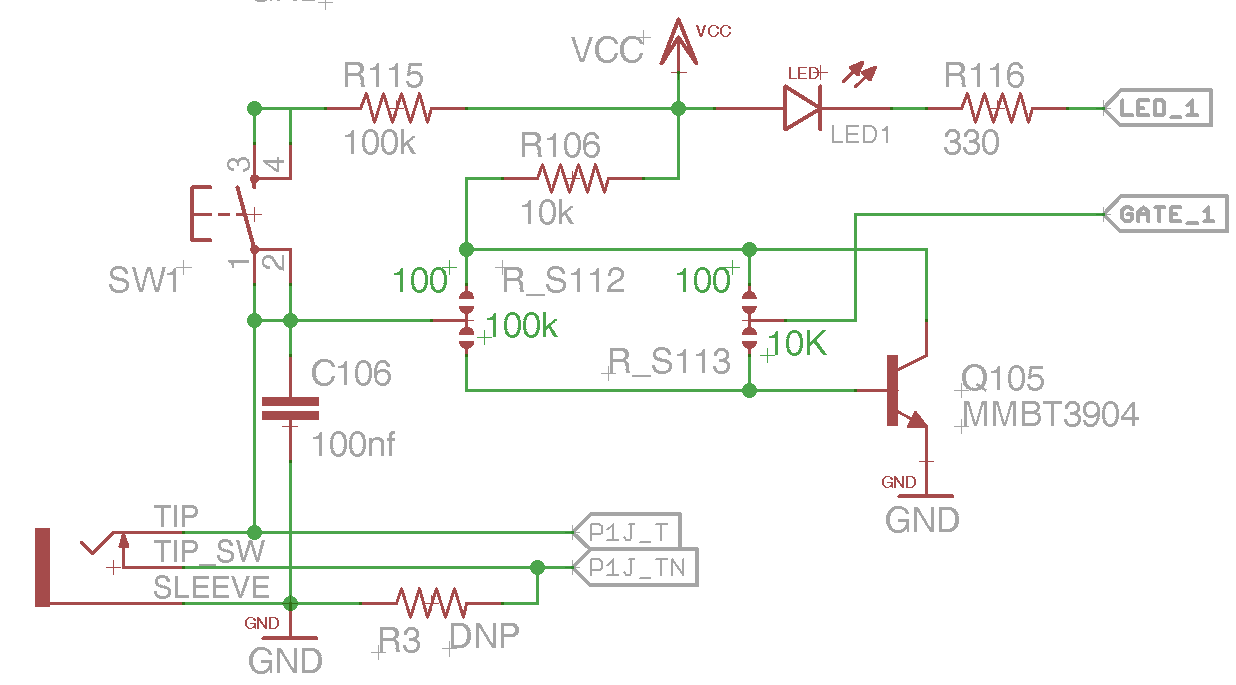 VCC
VCC
R115
100k
LED
LED1
R116
330
LED_1
R106
10k
GATE_1
3
4
1
2
SW1
100
R_S112
100k
100
10K
R_S113
C106
100nf
Q105
MMBT3904
GND
GND
TIP
P1J_T
TIP_SW
P1J_TN
SLEEVE
GND
GND
R3
DNP